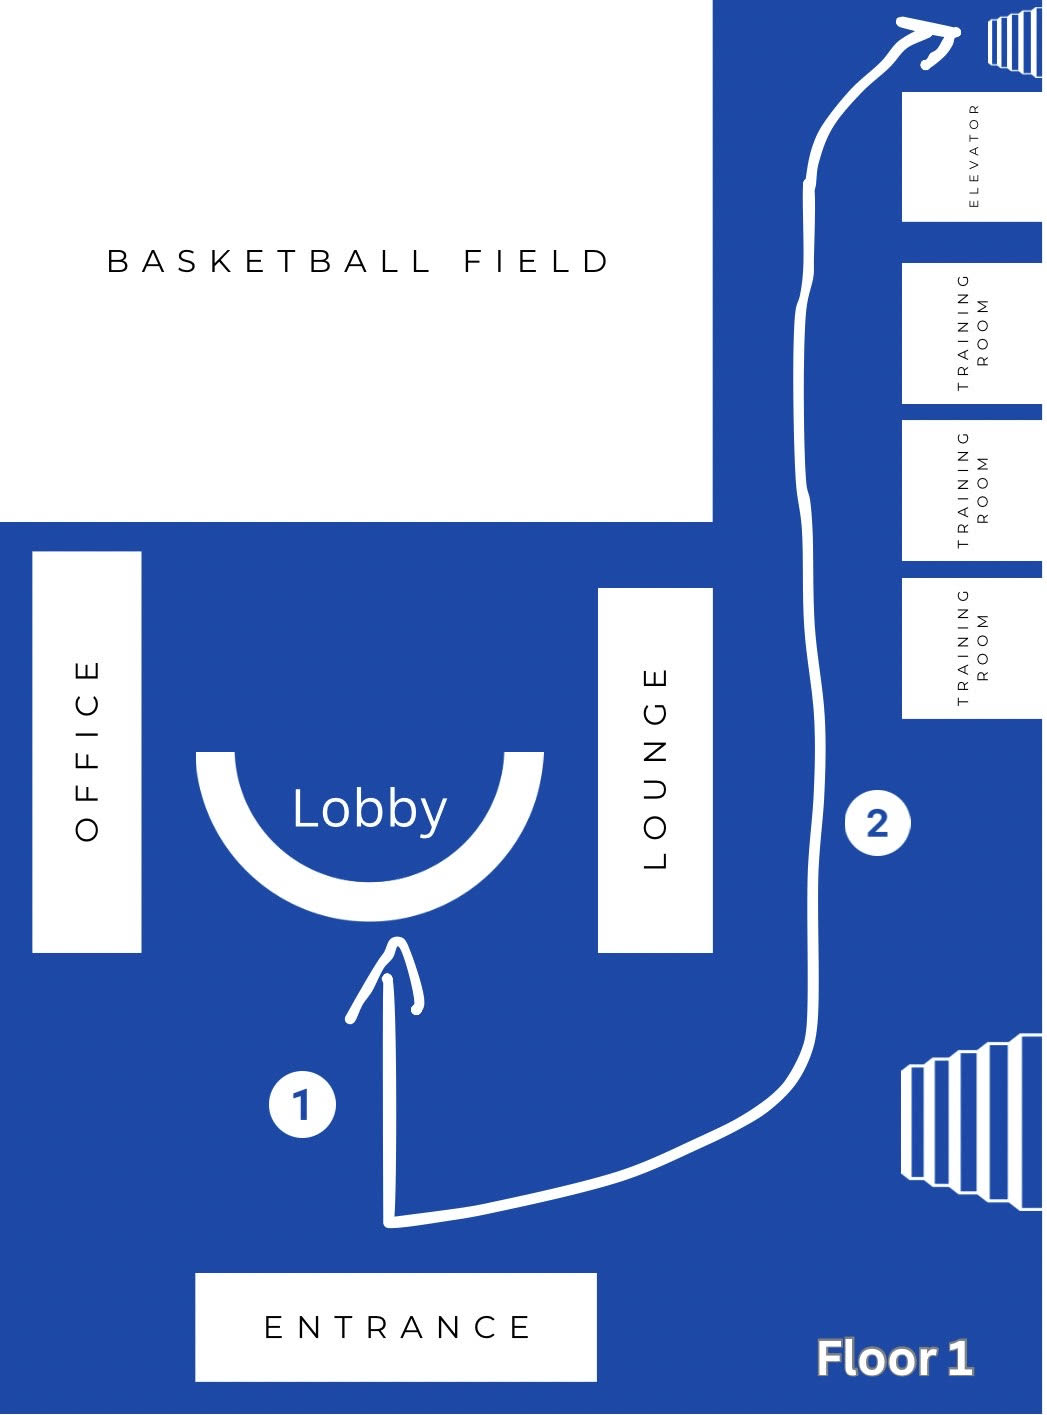 ELEVATOR
BASKETBALL FIELD
TRAINING
ROOM
TRAINING
ROOM
TRAINING
ROOM
OFFICE
Lobby
LOUNGE
2
1
ENTRANCE
Floor 1